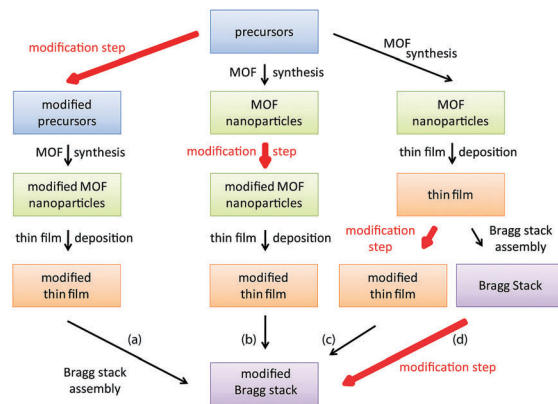 precursors
modification step
MOF synthesis
MOF
synthesis
modified
precursors
MOF
nanoparticles
MOF
nanoparticles
MOF synthesis
modification step
thin film deposition
modified MOF
nanoparticles
modified MOF
nanoparticles
thin film
thin film deposition
thin film deposition
modification
step
Bragg stack
assembly
modified
thin film
modified
thin film
modified
thin film
Bragg Stack
(a)
(b)
(c)
(d)
Bragg stack
assembly
modified
Bragg stack
modification step